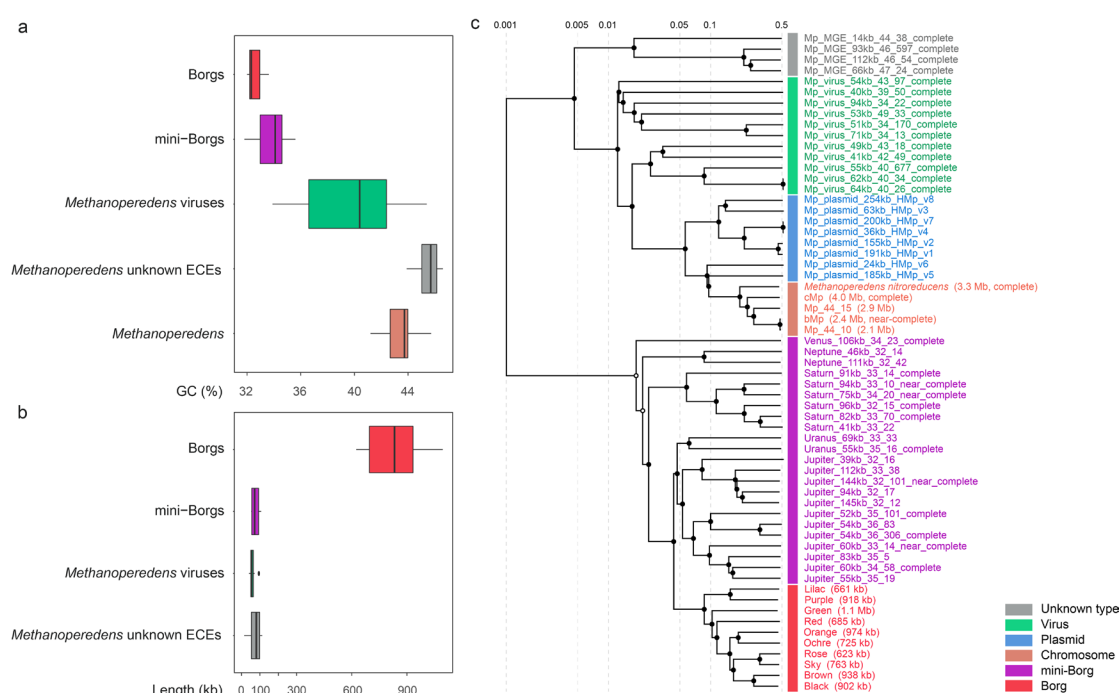 a
Borgs
mini−Borgs
Methanoperedens viruses
Methanoperedens unknown ECEs
Methanoperedens
32 36 40 44
GC (%)
b
Borgs
mini−Borgs
Methanoperedens viruses
Methanoperedens unknown ECEs
0 100 300 600 900
Length (kb)
c
0.001 0.005 0.01 0.05 0.1 0.5
Mp_MGE_14kb_44_38_complete
Mp_MGE_93kb_46_597_complete
Mp_MGE_112kb_46_54_complete
Mp_MGE_66kb_47_24_complete
Mp_virus_54kb_43_97_complete
Mp_virus_40kb_39_50_complete
Mp_virus_94kb_34_22_complete
Mp_virus_53kb_49_33_complete
Mp_virus_51kb_34_170_complete
Mp_virus_71kb_34_13_complete
Mp_virus_49kb_43_18_complete
Mp_virus_41kb_42_49_complete
Mp_virus_55kb_40_677_complete
Mp_virus_62kb_40_34_complete
Mp_virus_64kb_40_26_complete
Mp_plasmid_254kb_HMp_v8
Mp_plasmid_63kb_HMp_v3
Mp_plasmid_200kb_HMp_v7
Mp_plasmid_36kb_HMp_v4
Mp_plasmid_155kb_HMp_v2
Mp_plasmid_191kb_HMp_v1
Mp_plasmid_24kb_HMp_v6
Mp_plasmid_185kb_HMp_v5
Methanoperedens nitroreducens (3.3 Mb, complete)
cMp (4.0 Mb, complete)
Mp_44_15 (2.9 Mb)
bMp (2.4 Mb, near-complete)
Mp_44_10 (2.1 Mb)
Venus_106kb_34_23_complete
Neptune_46kb_32_14
Neptune_111kb_32_42
Saturn_91kb_33_14_complete
Saturn_94kb_33_10_near_complete
Saturn_75kb_34_20_near_complete
Saturn_96kb_32_15_complete
Saturn_82kb_33_70_complete
Saturn_41kb_33_22
Uranus_69kb_33_33
Uranus_55kb_35_16_complete
Jupiter_39kb_32_16
Jupiter_112kb_33_38
Jupiter_144kb_32_101_near_complete
Jupiter_94kb_32_17
Jupiter_145kb_32_12
Jupiter_52kb_35_101_complete
Jupiter_54kb_36_83
Jupiter_54kb_36_306_complete
Jupiter_60kb_33_14_near_complete
Jupiter_83kb_35_5
Jupiter_60kb_34_58_complete
Jupiter_55kb_35_19
Lilac (661 kb)
Purple (918 kb)
Green (1.1 Mb)
Red (685 kb)
Orange (974 kb)
Ochre (725 kb)
Rose (623 kb)
Sky (763 kb)
Brown (938 kb)
Black (902 kb)
Unknown type
Virus
Plasmid
Chromosome
mini-Borg
Borg